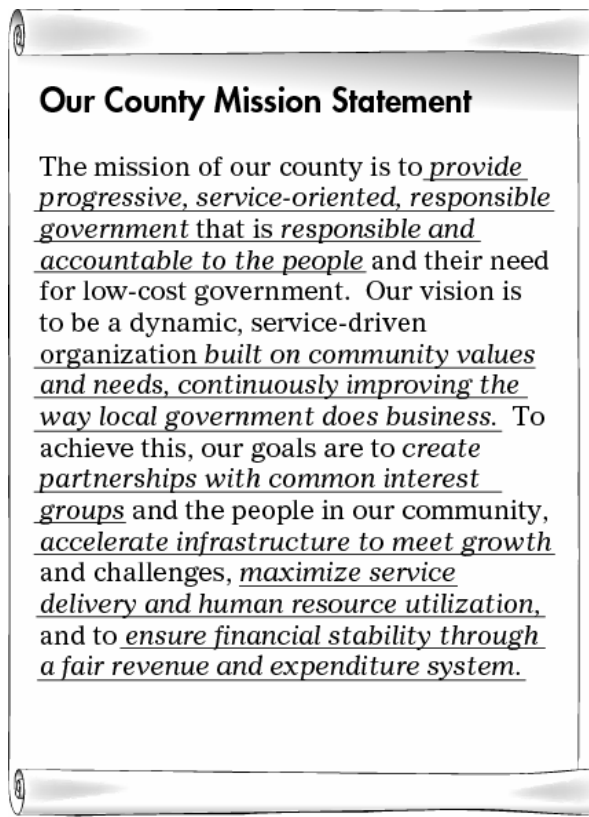 Our County Mission Statement
The mission of our county is to provide
progressive, service-oriented, responsible
government that is responsible and
accountable to the people and their need
for low-cost government.  Our vision is
to be a dynamic, service-driven
organization built on community values
and needs, continuously improving the
way local government does business.  To
achieve this, our goals are to create
partnerships with common interest
groups and the people in our community,
accelerate infrastructure to meet growth
and challenges, maximize service
delivery and human resource utilization,
and to ensure financial stability through
a fair revenue and expenditure system.